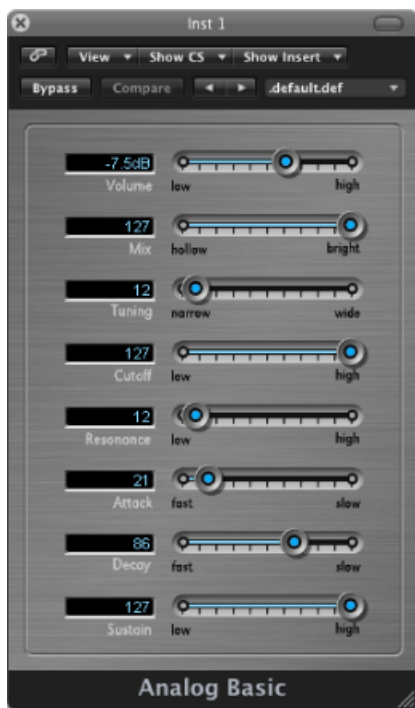 Inst 1
View Show CS Show Insert
Bypass Compare .default.def
-7.5dB
Volume low high
127
Mix hollow bright
12
Tuning narrow wide
127
Cutoff low high
12
Resonance low high
21
Attack fast slow
86
Decay fast slow
127
Sustain low high
Analog Basic